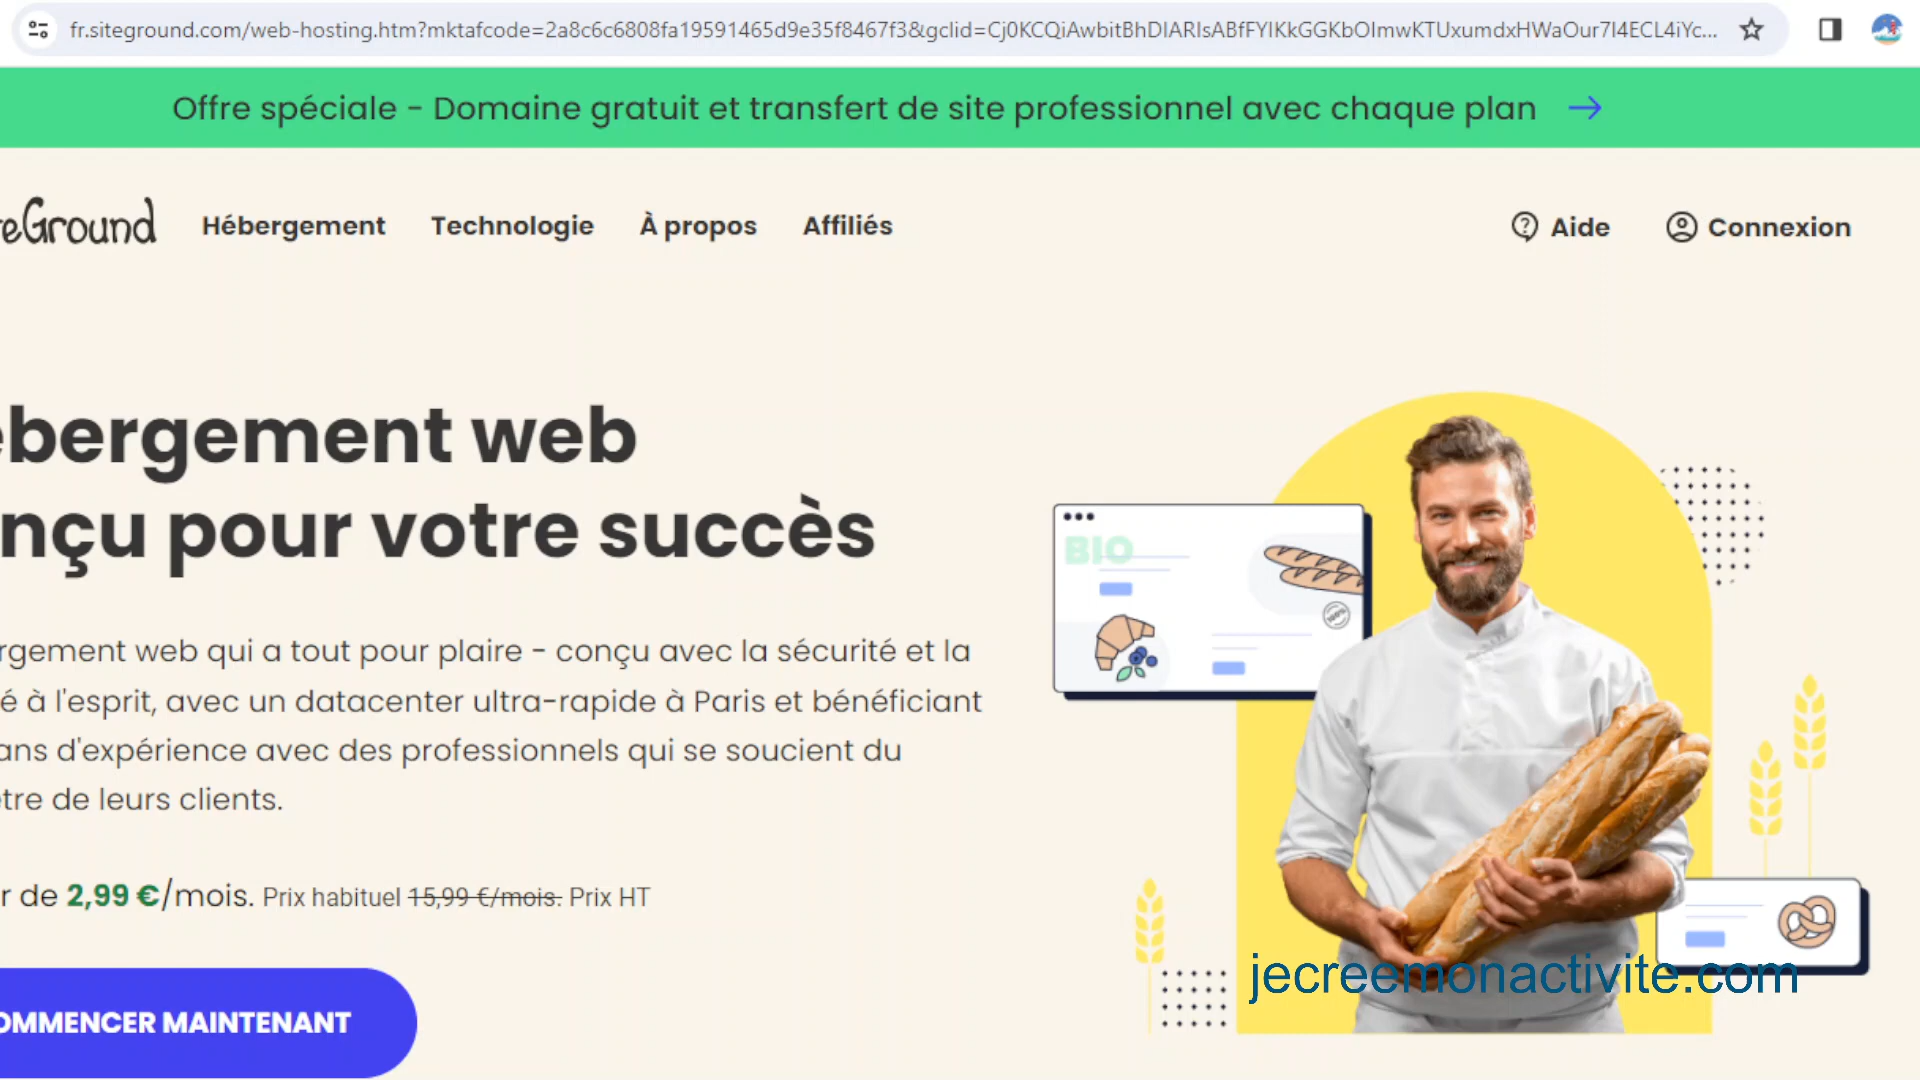 fr.siteground.com/web-hosting.htm?mktafcode=2a8c6c6808fa19591465d9e35f8467f3&gclid=Cj0KCQiAwbitBhDIARIsABfFYIKkGGKbOImwKTUxumdxHWaOur7I4ECL4iYc...
Offre spéciale - Domaine gratuit et transfert de site professionnel avec chaque plan →
eGround Hébergement Technologie À propos Affiliés Aide Connexion
ébergement web
nçu pour votre succès
BIO
100%
rgement web qui a tout pour plaire - conçu avec la sécurité et la
é à l'esprit, avec un datacenter ultra-rapide à Paris et bénéficiant
ans d'expérience avec des professionnels qui se soucient du
être de leurs clients.
r de 2,99 €/mois. Prix habituel 15,99 €/mois. Prix HT
OMMENCER MAINTENANT
jecreemonactivite.com